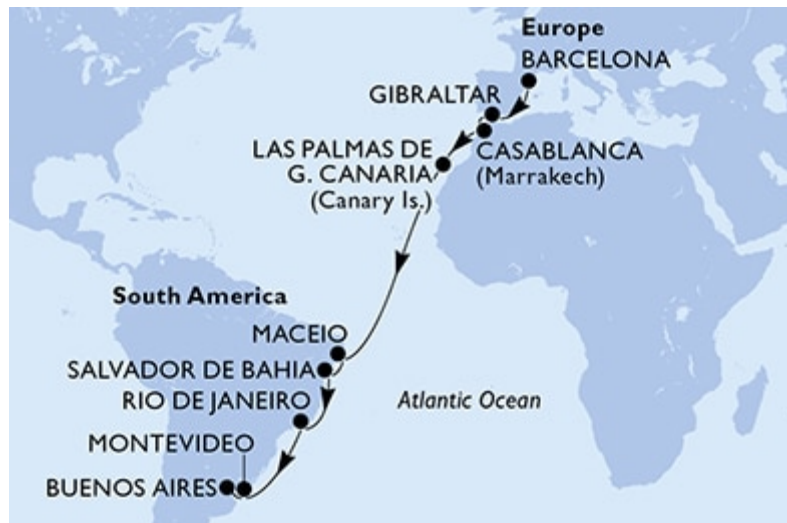 Europe
BARCELONA
GIBRALTAR
LAS PALMAS DE
G. CANARIA
(Canary Is.)
CASABLANCA
(Marrakech)
South America
MACEIO
SALVADOR DE BAHIA
RIO DE JANEIRO
Atlantic Ocean
MONTEVIDEO
BUENOS AIRES